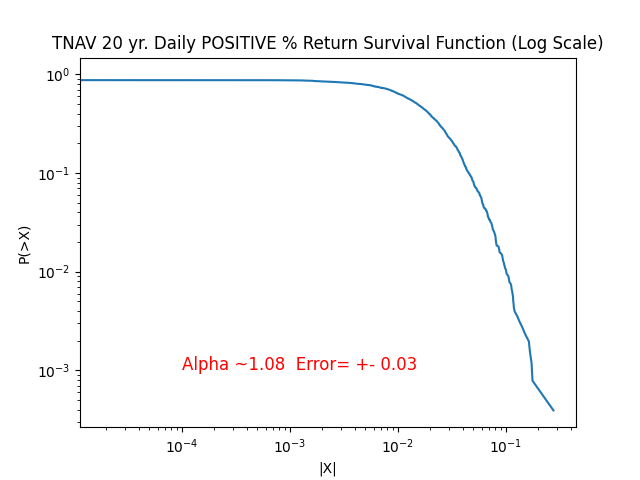 TNAV 20 yr. Daily POSITIVE % Return Survival Function (Log Scale)
10⁰
10⁻¹
10⁻²
10⁻³
P(>X)
Alpha ~1.08  Error= +- 0.03
10⁻⁴ 10⁻³ 10⁻² 10⁻¹
|X|